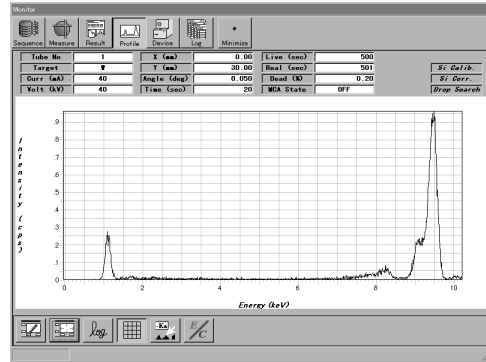 Monitor
Sequence Measure Result Profile Device Log Minimize
Tube No 1 X (mm) 0.00 Live (sec) 500
Target W Y (mm) 30.00 Real (sec) 501 Si Calib.
Curr (mA) 40 Angle (deg) 0.050 Dead (%) 0.20 Si Corr.
Volt (kV) 40 Time (sec) 20 MCA State OFF Drop Search
.9
.8
.7
.6
.5
.4
.3
.2
.1
0
Intensity (cps)
0 2 4 6 8 10
Energy (keV)
log -Ka E/C